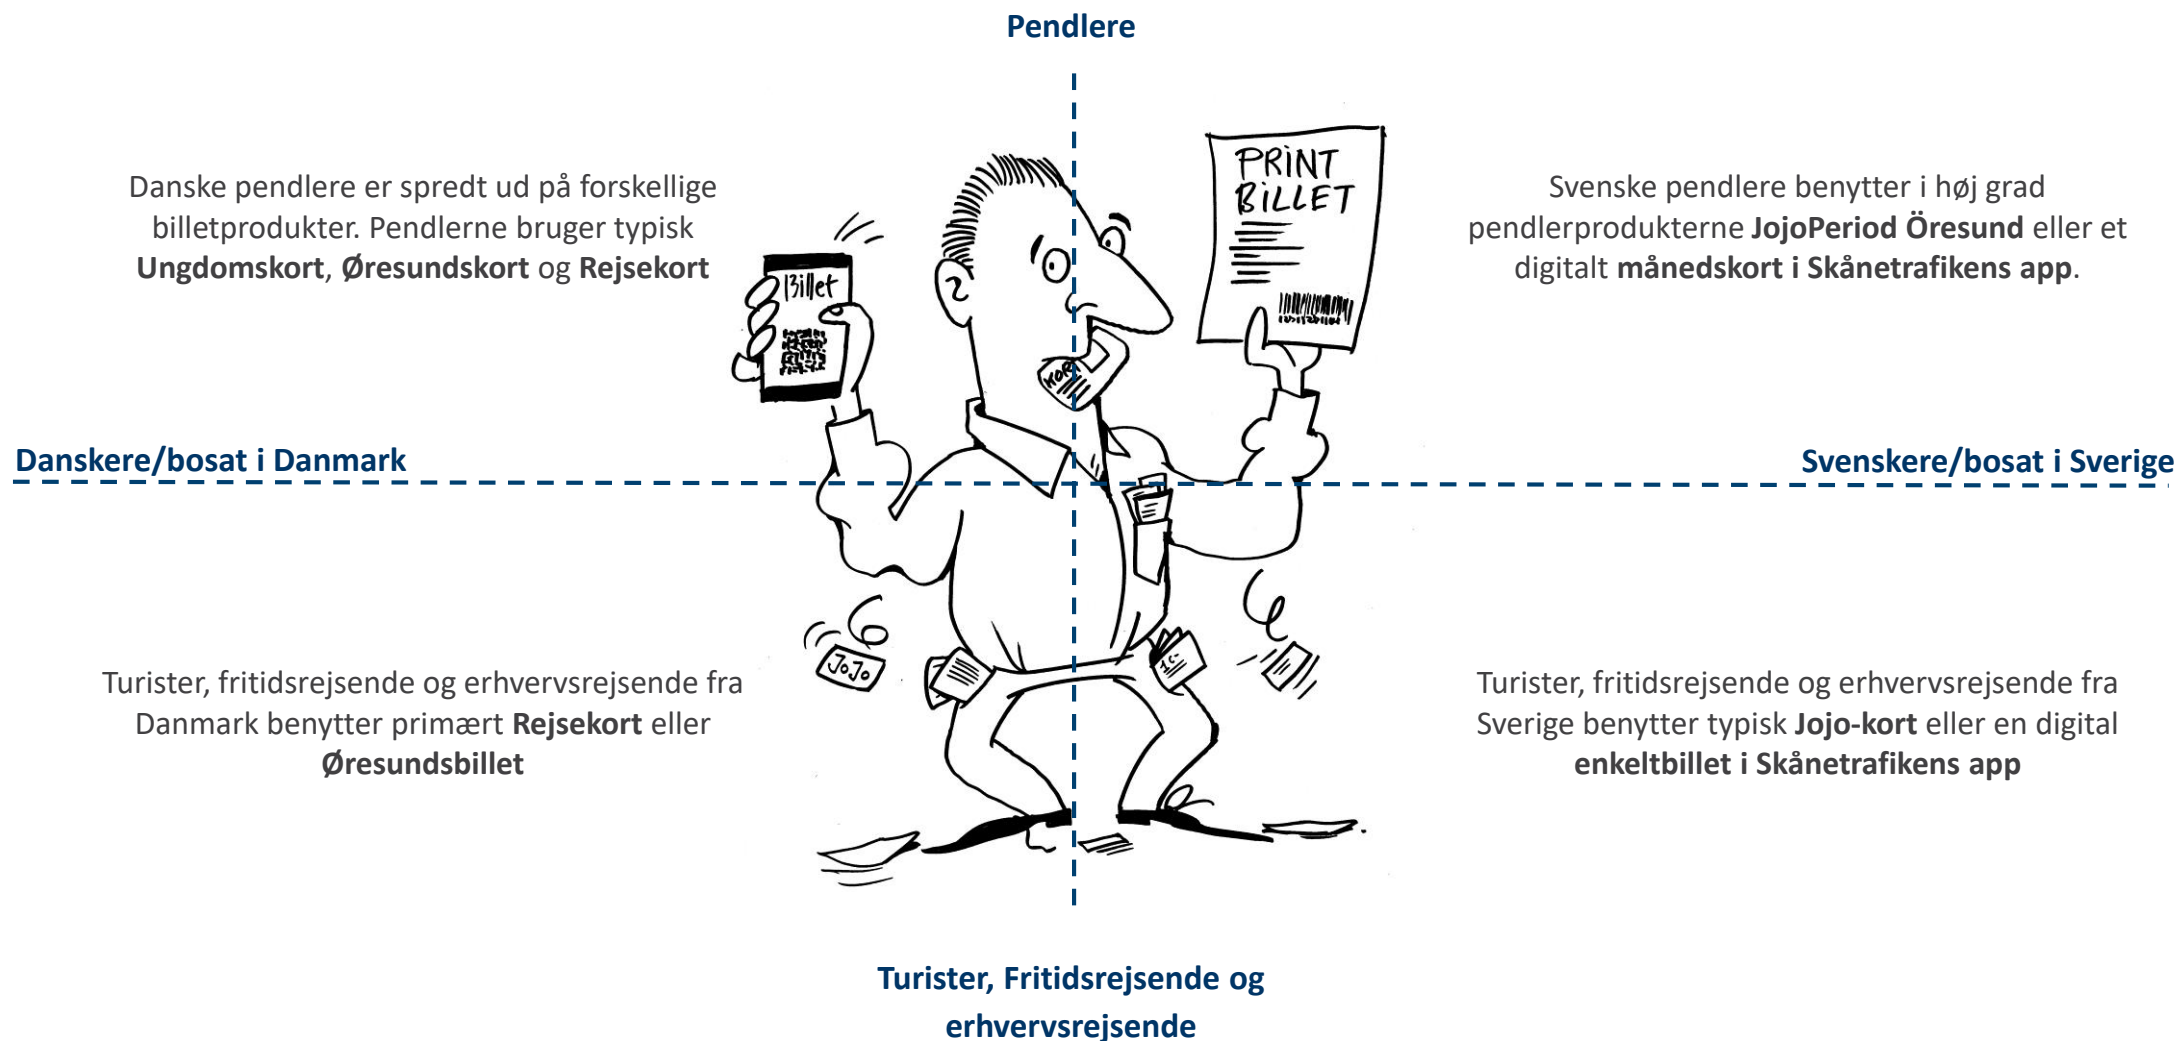 Pendlere
Danske pendlere er spredt ud på forskellige
billetprodukter. Pendlerne bruger typisk
Ungdomskort, Øresundskort og Rejsekort
Billet
PRINT
BILLET
Svenske pendlere benytter i høj grad
pendlerprodukterne JojoPeriod Öresund eller et
digitalt månedskort i Skånetrafikens app.
Danskere/bosat i Danmark
Svenskere/bosat i Sverige
JoJo
Turister, fritidsrejsende og erhvervsrejsende fra
Danmark benytter primært Rejsekort eller
Øresundsbillet
Turister, fritidsrejsende og erhvervsrejsende fra
Sverige benytter typisk Jojo-kort eller en digital
enkeltbillet i Skånetrafikens app
Turister, Fritidsrejsende og
erhvervsrejsende